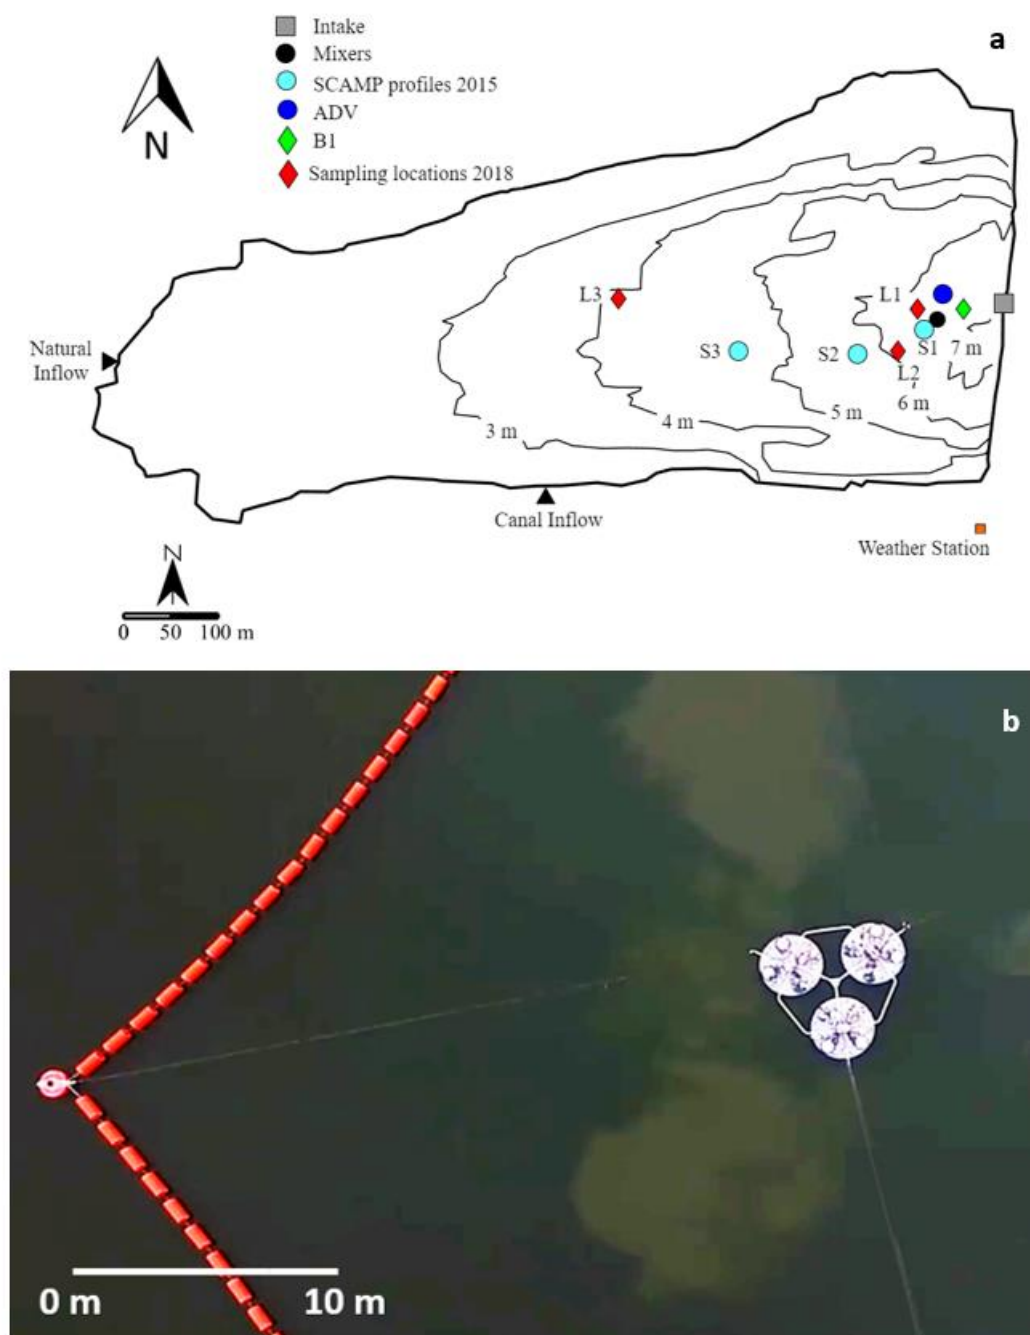 a
Intake
Mixers
SCAMP profiles 2015
ADV
B1
Sampling locations 2018
N
L3
L1
S3
S2
S1
7 m
L2
6 m
5 m
4 m
3 m
Natural
Inflow
Canal Inflow
Weather Station
N
0 50 100 m
b
0 m 10 m